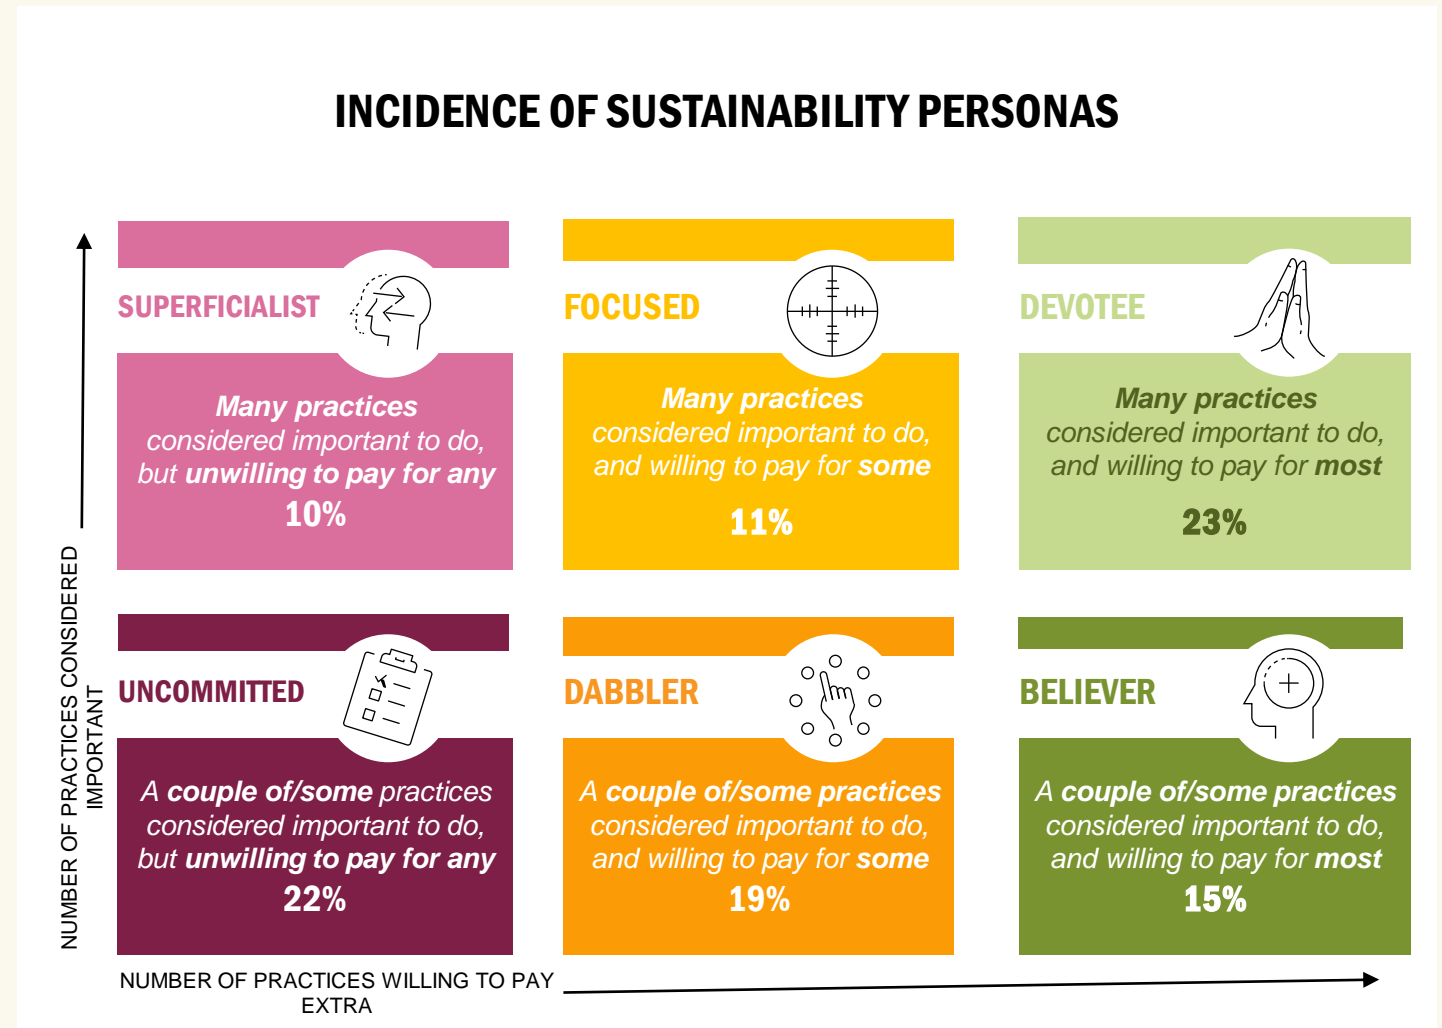 INCIDENCE OF SUSTAINABILITY PERSONAS
SUPERFICIALIST
Many practices
considered important to do,
but unwilling to pay for any
10%
FOCUSED
Many practices
considered important to do,
and willing to pay for some
11%
DEVOTEE
Many practices
considered important to do,
and willing to pay for most
23%
UNCOMMITTED
A couple of/some practices
considered important to do,
but unwilling to pay for any
22%
DABBLER
A couple of/some practices
considered important to do,
and willing to pay for some
19%
BELIEVER
A couple of/some practices
considered important to do,
and willing to pay for most
15%
NUMBER OF PRACTICES CONSIDERED
IMPORTANT
NUMBER OF PRACTICES WILLING TO PAY
EXTRA